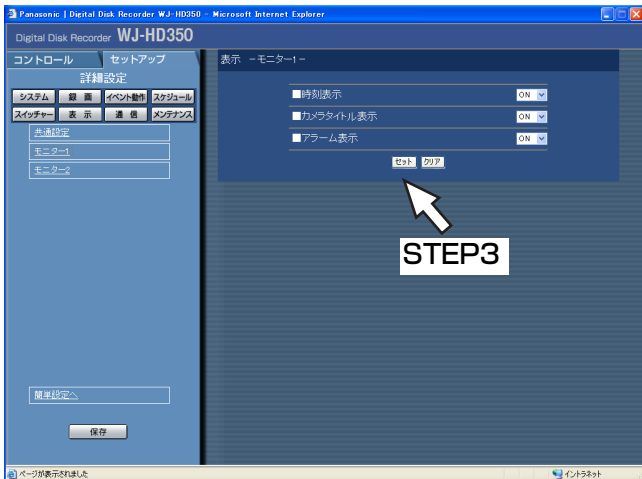 Panasonic | Digital Disk Recorder WJ-HD350 - Microsoft Internet Explorer
Digital Disk Recorder WJ-HD350
コントロール セットアップ
詳細設定
システム 録 画 イベント動作 スケジュール
スイッチャー 表 示 通 信 メンテナンス
共通設定
モニター1
モニター2
簡単設定へ
保存
表示 －モニター1－
■時刻表示 ON
■カメラタイトル表示 ON
■アラーム表示 ON
セット クリア
STEP3
ページが表示されました イントラネット